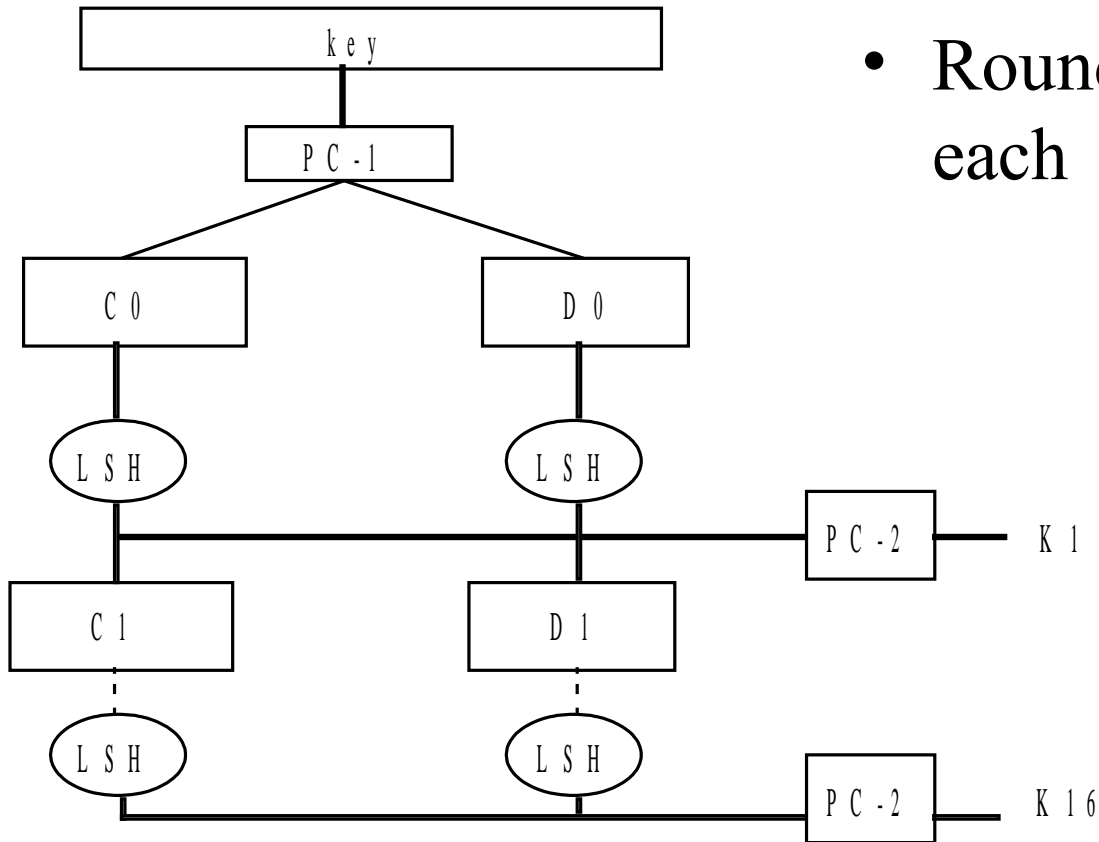 key
• Round
each
PC-1
C0
D0
LSH
LSH
PC-2
K1
C1
D1
LSH
LSH
PC-2
K16